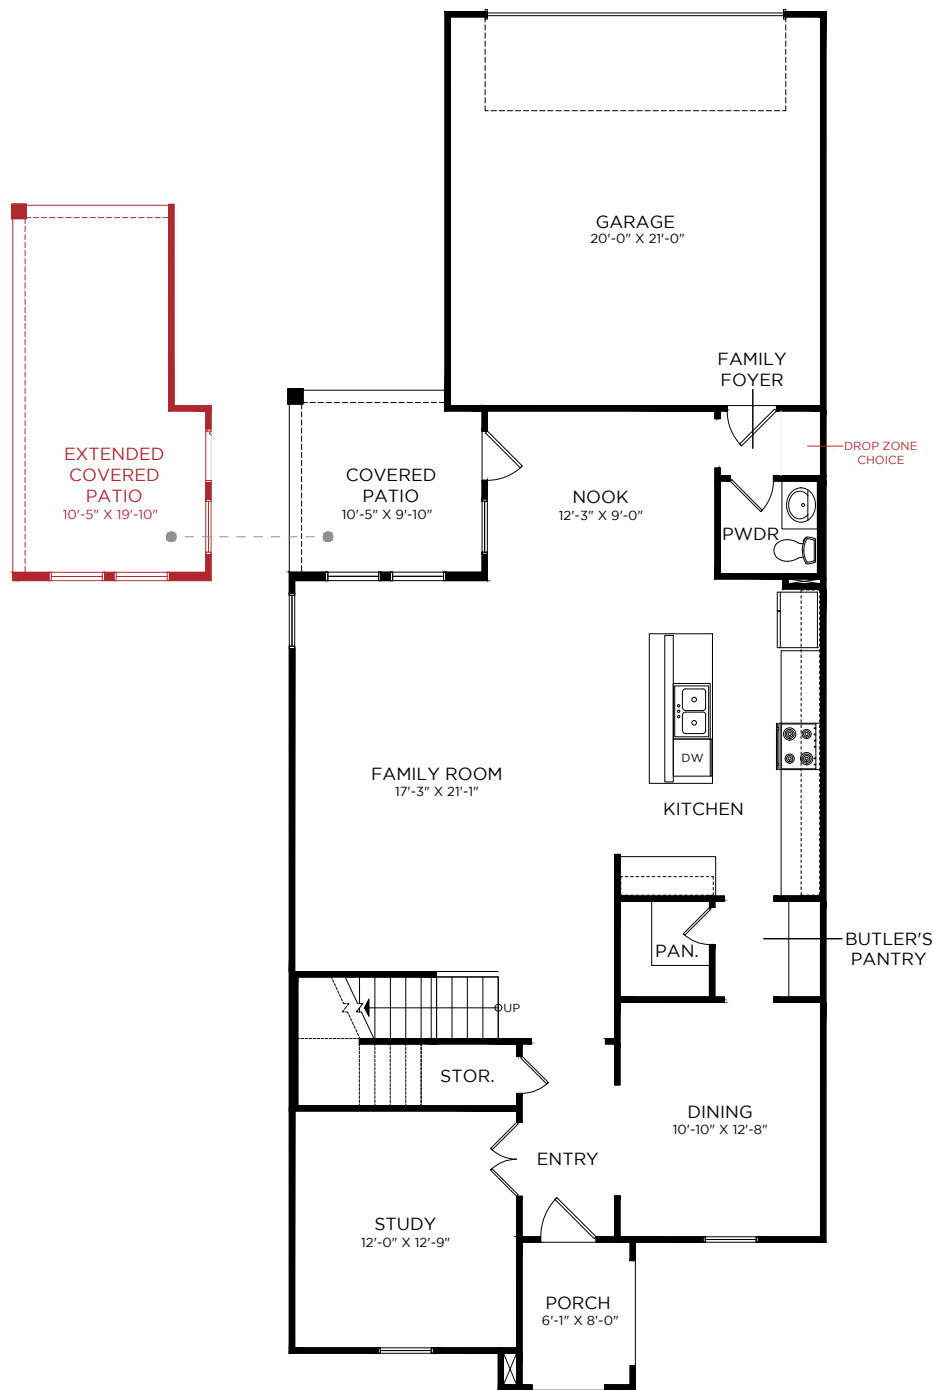 GARAGE
20'-0" X 21'-0"
FAMILY
FOYER
DROP ZONE
CHOICE
EXTENDED
COVERED
PATIO
10'-5" X 19'-10"
COVERED
PATIO
10'-5" X 9'-10"
NOOK
12'-3" X 9'-0"
PWDR
DW
FAMILY ROOM
17'-3" X 21'-1"
KITCHEN
PAN.
BUTLER'S
PANTRY
UP
STOR.
DINING
10'-10" X 12'-8"
ENTRY
STUDY
12'-0" X 12'-9"
PORCH
6'-1" X 8'-0"